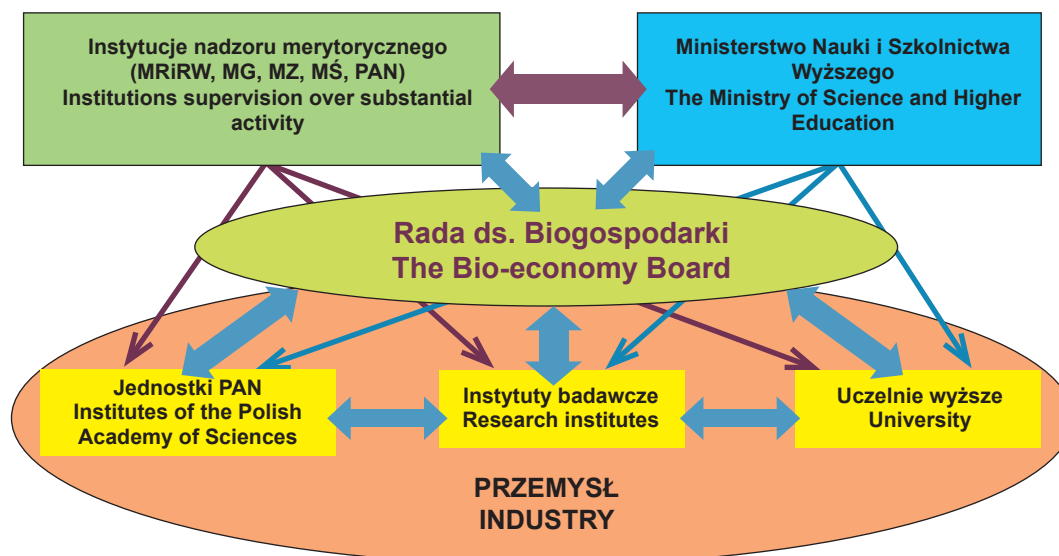 Instytucje nadzoru merytorycznego
(MRiRW, MG, MZ, MŚ, PAN)
Institutions supervision over substantial
activity
Ministerstwo Nauki i Szkolnictwa
Wyższego
The Ministry of Science and Higher
Education
Rada ds. Biogospodarki
The Bio-economy Board
Jednostki PAN
Institutes of the Polish
Academy of Sciences
Instytuty badawcze
Research institutes
Uczelnie wyższe
University
PRZEMYSŁ
INDUSTRY